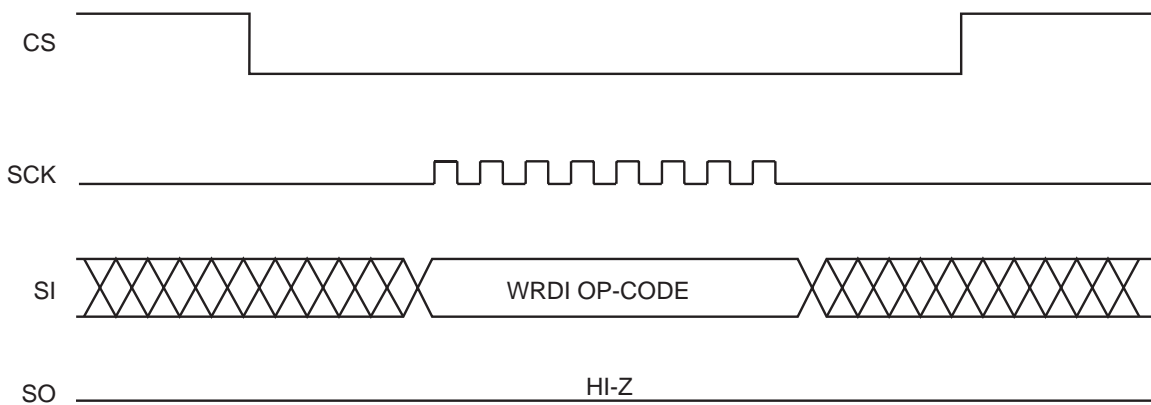 CS
SCK
SI
WRDI OP-CODE
SO
HI-Z